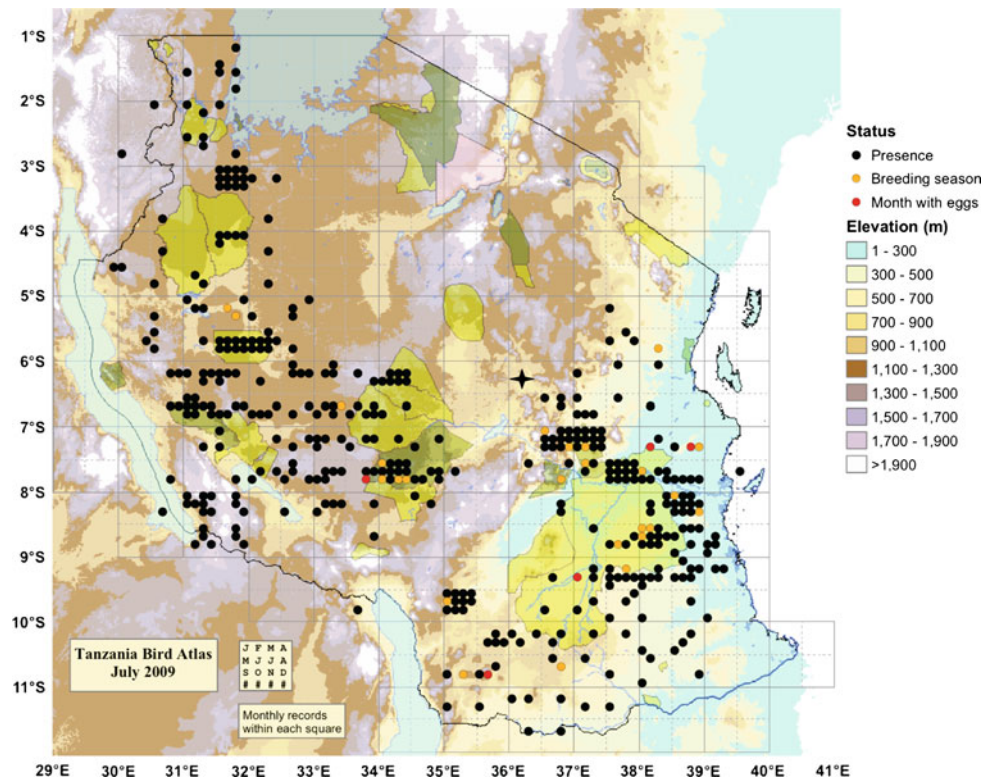 1°S
2°S
3°S
4°S
5°S
6°S
7°S
8°S
9°S
10°S
11°S
29°E 30°E 31°E 32°E 33°E 34°E 35°E 36°E 37°E 38°E 39°E 40°E 41°E
Tanzania Bird Atlas
July 2009
J F M A
M J J A
S O N D
# # # #
Monthly records
within each square
Status
Presence
Breeding season
Month with eggs
Elevation (m)
1 - 300
300 - 500
500 - 700
700 - 900
900 - 1,100
1,100 - 1,300
1,300 - 1,500
1,500 - 1,700
1,700 - 1,900
>1,900